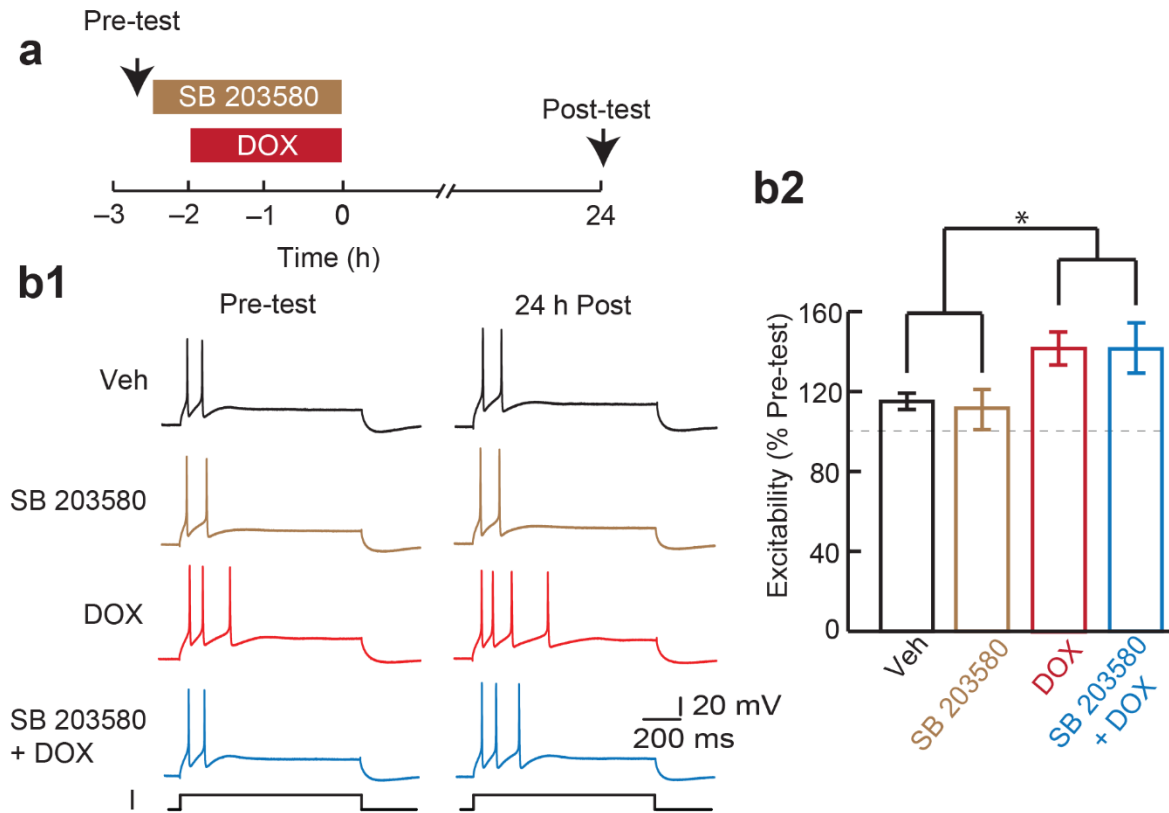 a
Pre-test
SB 203580
DOX
Post-test
–3
–2
–1
0
24
Time (h)
b1
Pre-test
24 h Post
Veh
SB 203580
DOX
SB 203580
+ DOX
20 mV
200 ms
I
b2
*
Excitability (% Pre-test)
160
120
80
40
0
Veh
SB 203580
DOX
SB 203580
+ DOX